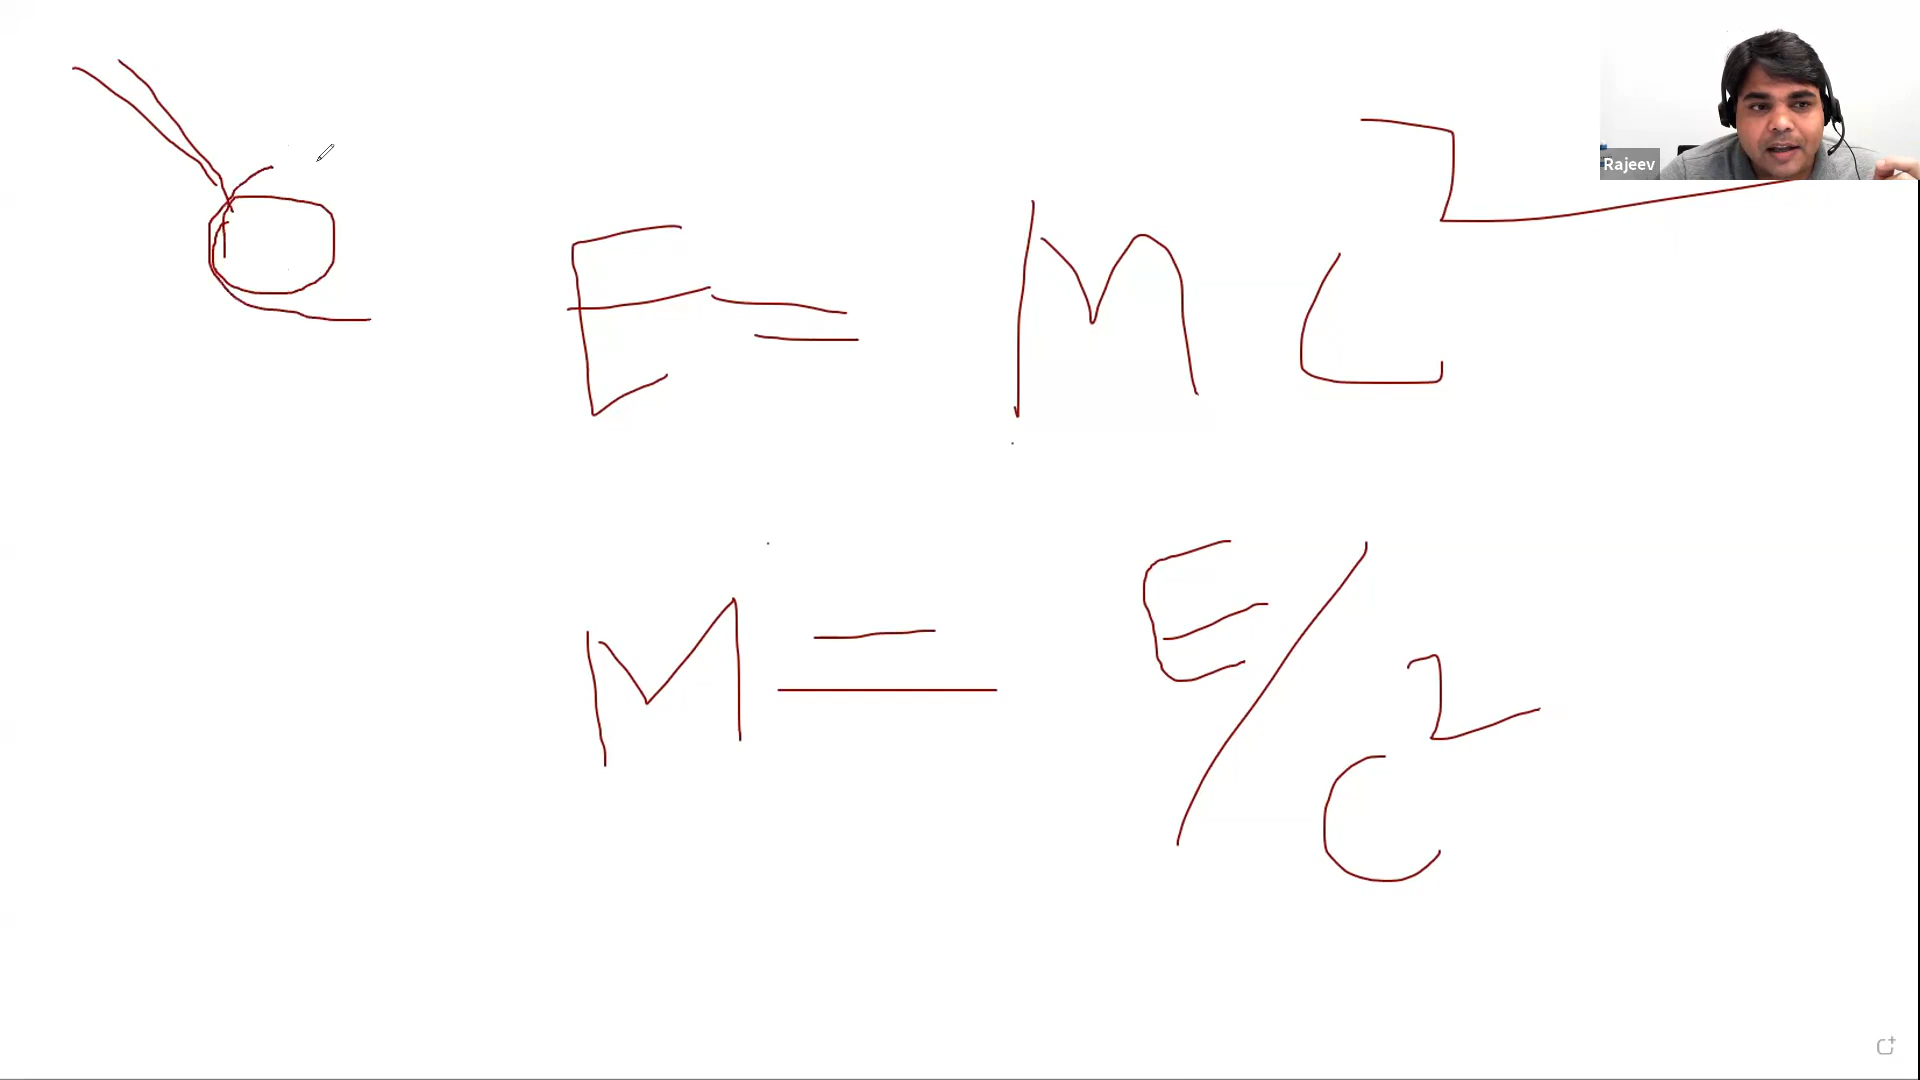 Rajeev
E = MC²
M = E/C²